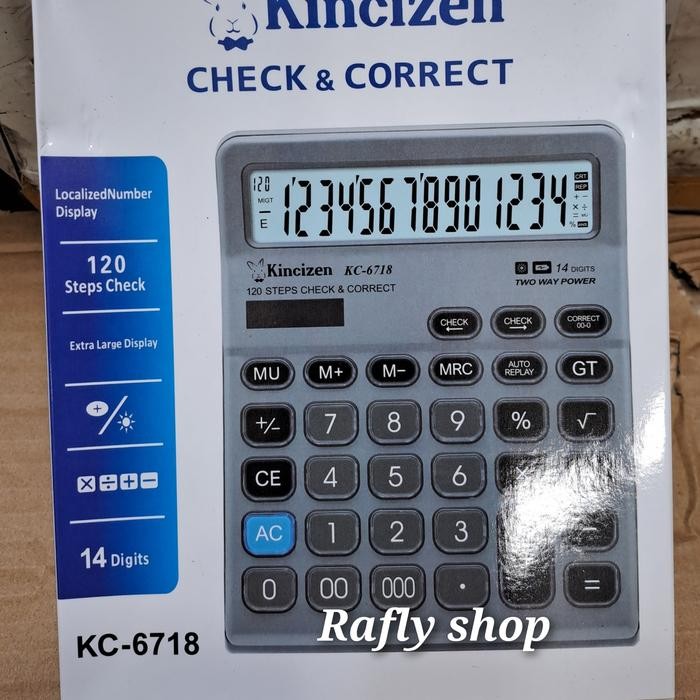 Kincizen
CHECK & CORRECT
LocalizedNumber
Display
120
Steps Check
Extra Large Display
+/
× ÷ + −
14 Digits
KC-6718
120
MIGT
−
E
12345678901234
CRT
REP
+ −
× ÷
= MU
% ANS
Kincizen KC-6718
14 DIGITS
120 STEPS CHECK & CORRECT
TWO WAY POWER
CHECK ←
CHECK →
CORRECT
00-0
MU M+ M− MRC AUTO REPLAY GT
+/− 7 8 9 % √
CE 4 5 6
AC 1 2 3 −
0 00 000 · =
Rafly shop